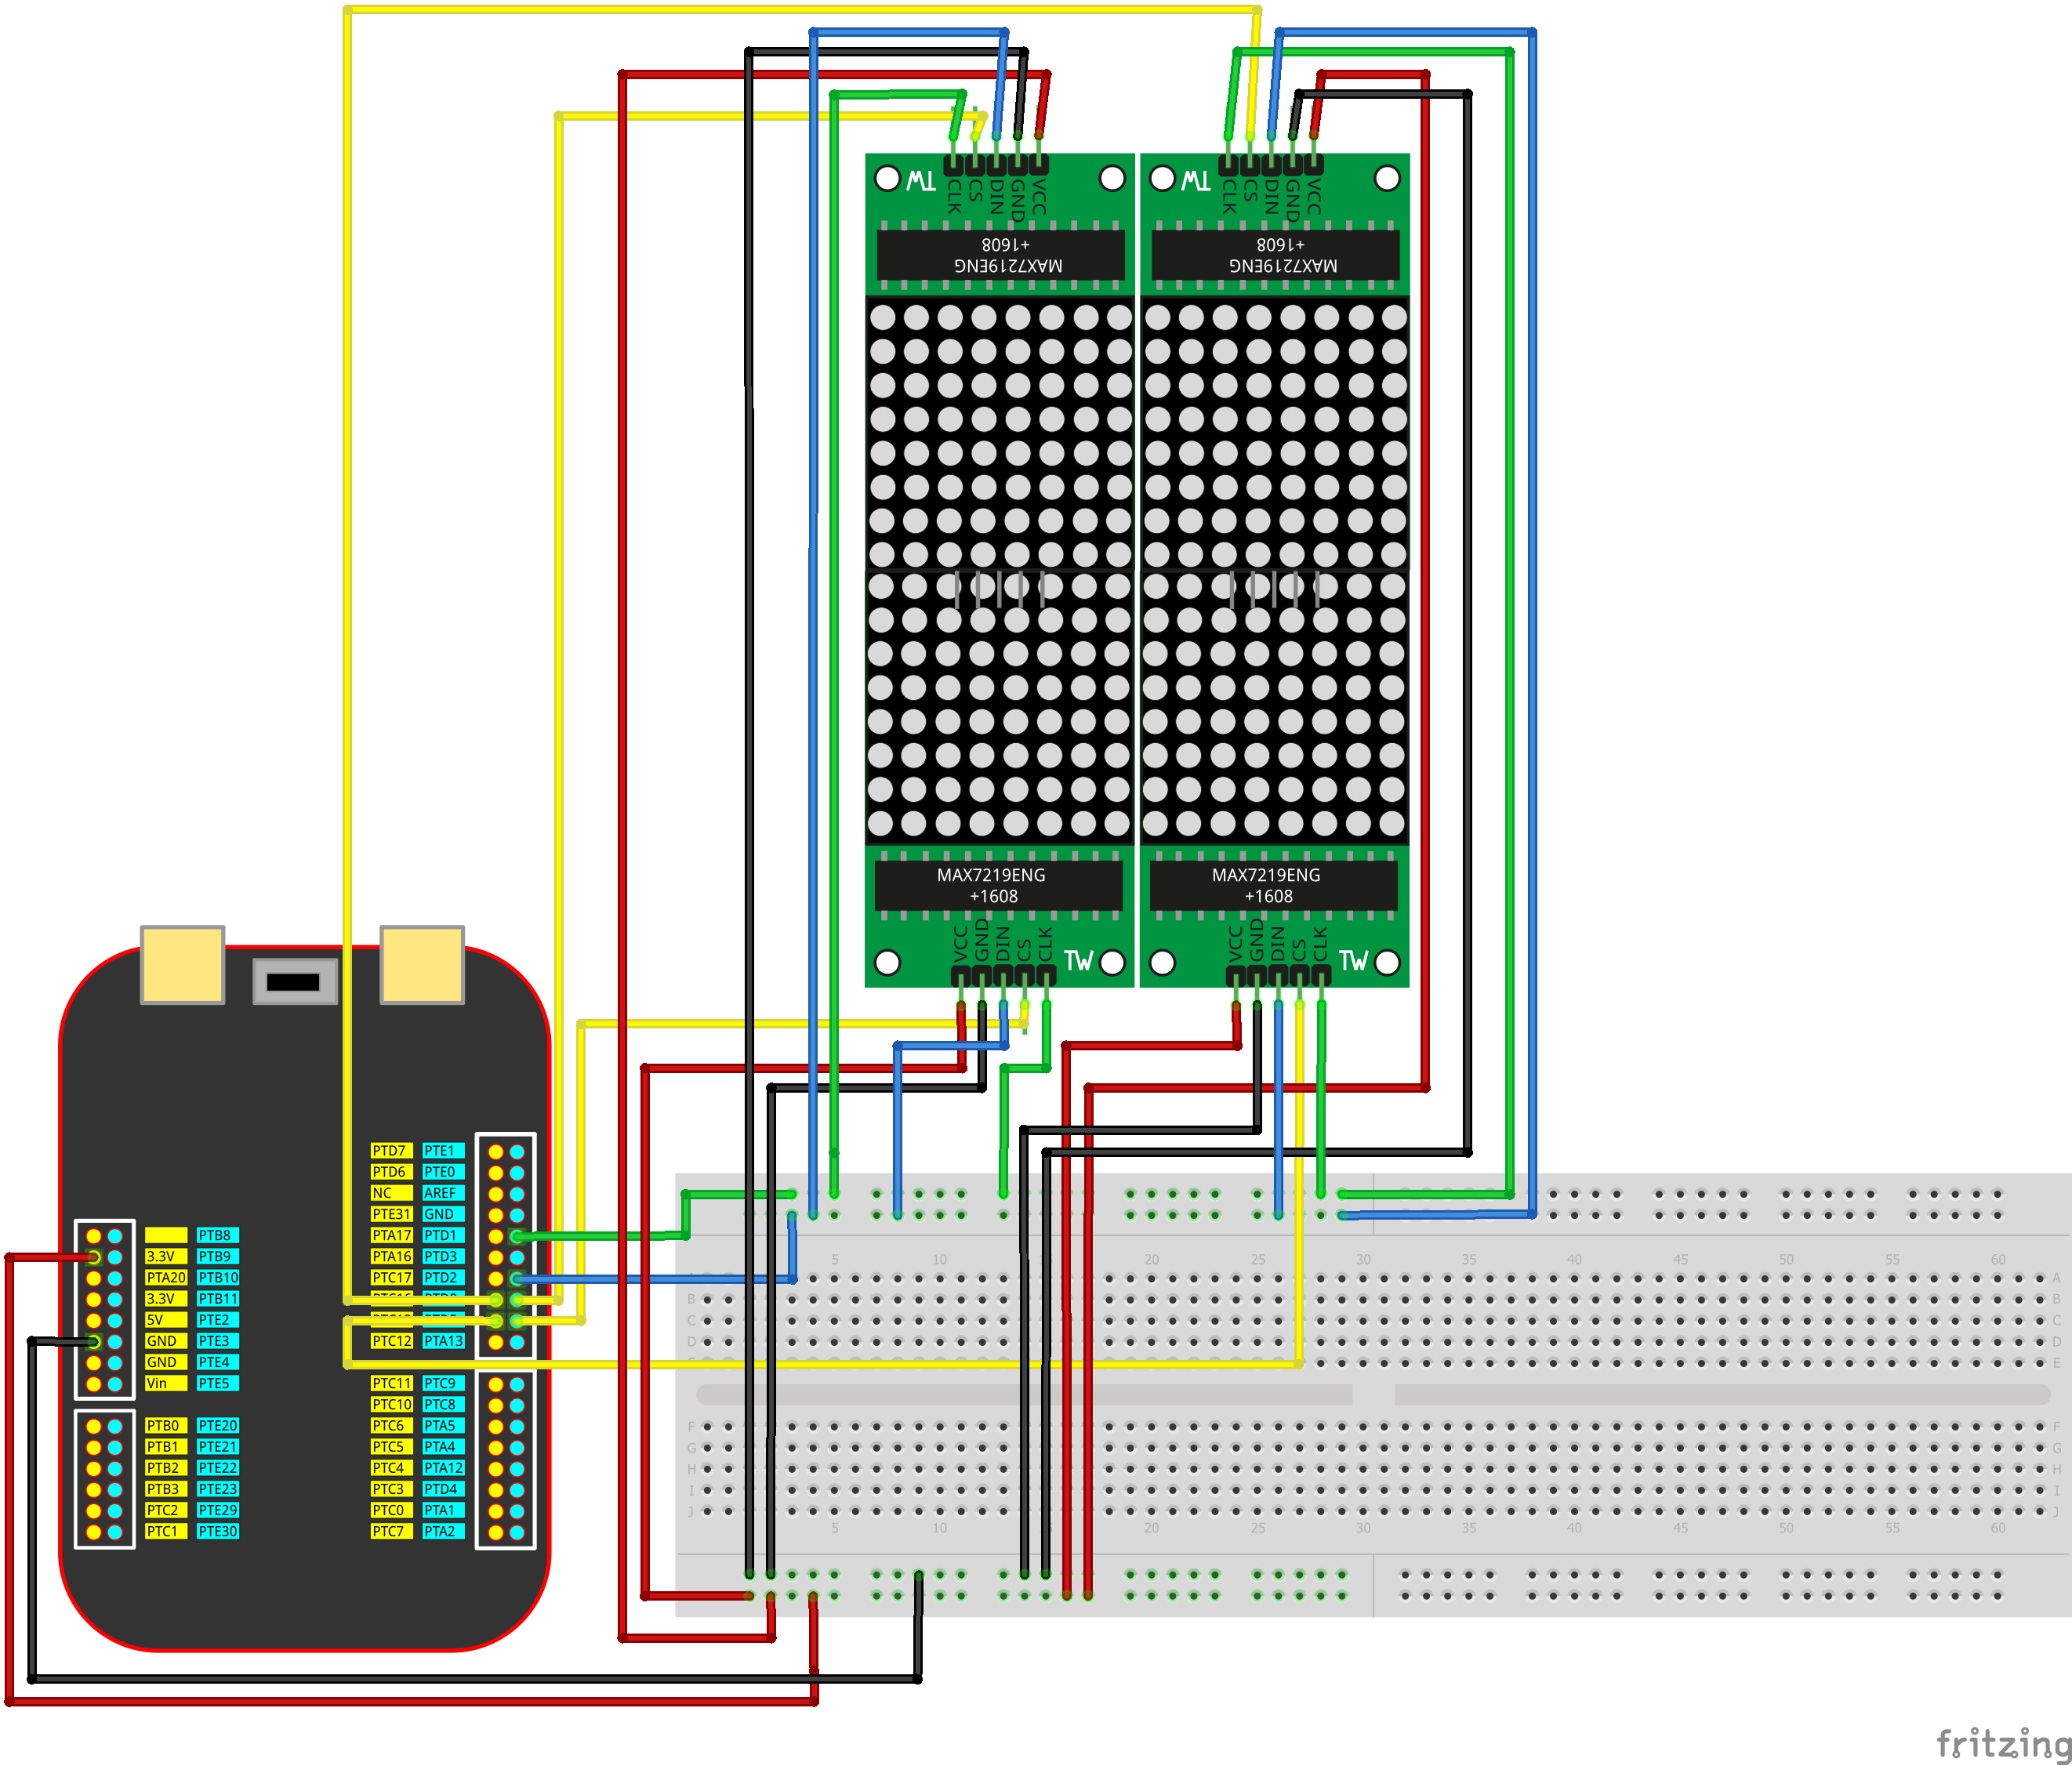 TW
CLK
CS
DIN
GND
VCC
TW
CLK
CS
DIN
GND
VCC
+1608
MAX7219ENG
+1608
MAX7219ENG
MAX7219ENG
+1608
MAX7219ENG
+1608
VCC
GND
DIN
CS
CLK
TW
VCC
GND
DIN
CS
CLK
TW
PTD7 PTE1
PTD6 PTE0
NC AREF
PTE31 GND
PTA17 PTD1
PTA16 PTD3
PTC17 PTD2
PTC12 PTA13
PTB8
3.3V PTB9
PTA20 PTB10
3.3V PTB11
5V PTE2
GND PTE3
GND PTE4
Vin PTE5
PTC11 PTC9
PTC10 PTC8
PTC6 PTA5
PTC5 PTA4
PTC4 PTA12
PTC3 PTD4
PTC0 PTA1
PTC7 PTA2
PTB0 PTE20
PTB1 PTE21
PTB2 PTE22
PTB3 PTE23
PTC2 PTE29
PTC1 PTE30
5 10 20 25 30 35 40 45 50 55 60
A
B B
C C
D D
E
F F
G G
H H
I I
J J
5 10 20 25 30 35 40 45 50 55 60
fritzing